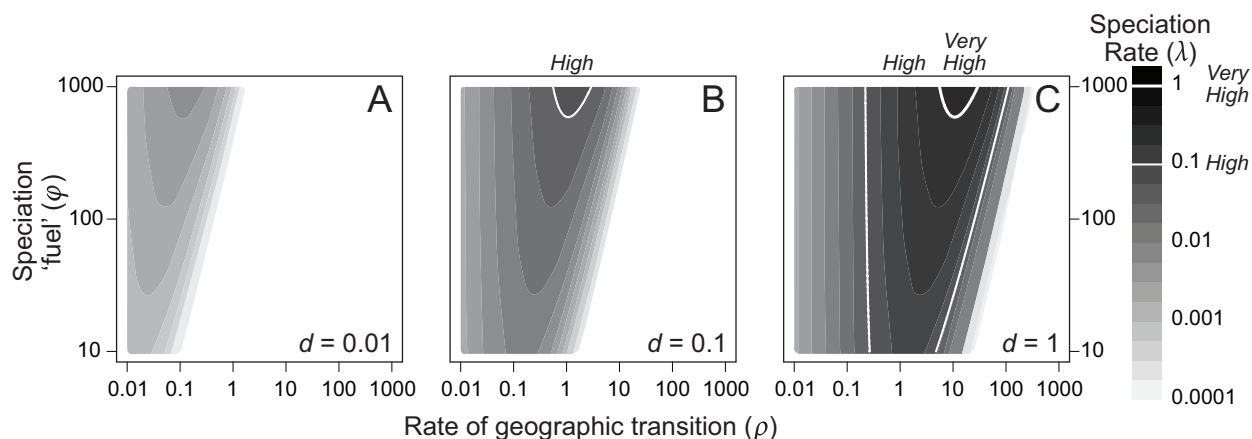 Speciation
Rate (λ)
Very
High
High
High
Very
High
1
0.1
High
0.01
0.001
0.0001
Speciation
'fuel' (φ)
1000
100
10
A
d = 0.01
B
d = 0.1
C
d = 1
1000
100
10
0.01 0.1 1 10 100 1000
0.01 0.1 1 10 100 1000
0.01 0.1 1 10 100 1000
Rate of geographic transition (ρ)